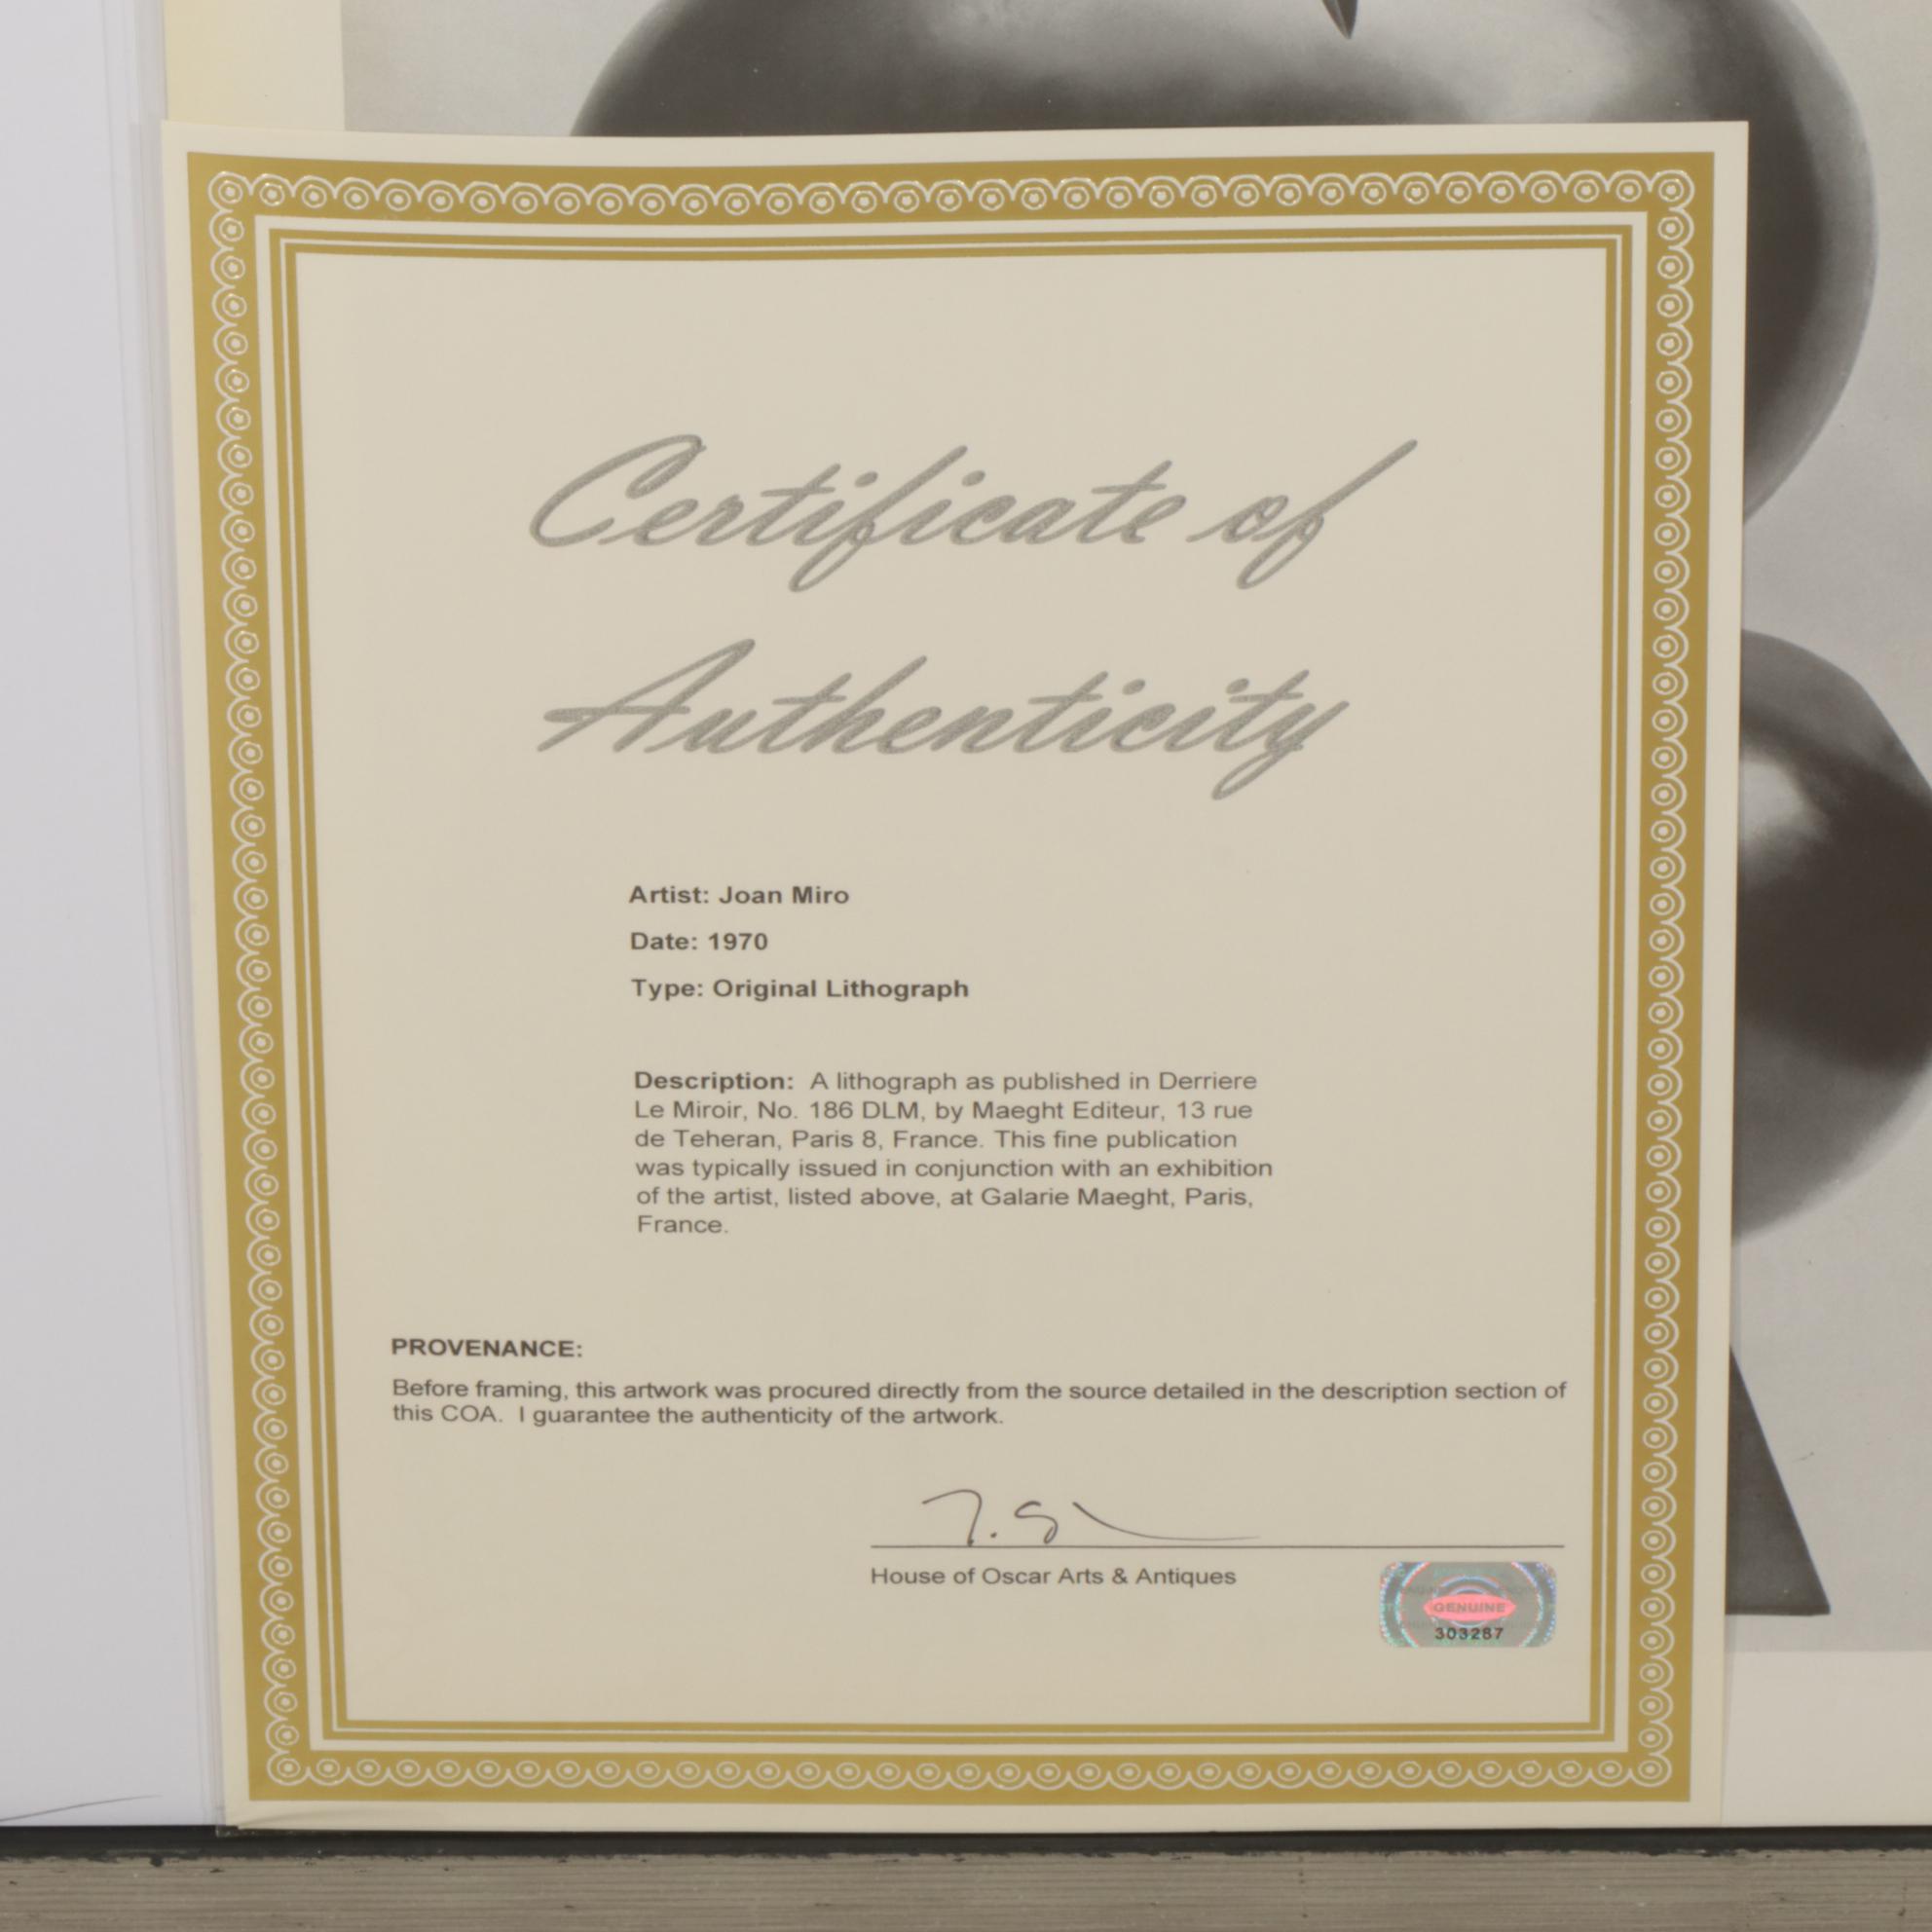 Certificate of
Authenticity
Artist: Joan Miro
Date: 1970
Type: Original Lithograph
Description: A lithograph as published in Derriere
Le Miroir, No. 186 DLM, by Maeght Editeur, 13 rue
de Teheran, Paris 8, France. This fine publication
was typically issued in conjunction with an exhibition
of the artist, listed above, at Galarie Maeght, Paris,
France.
PROVENANCE:
Before framing, this artwork was procured directly from the source detailed in the description section of
this COA. I guarantee the authenticity of the artwork.
House of Oscar Arts & Antiques
GENUINE
303287